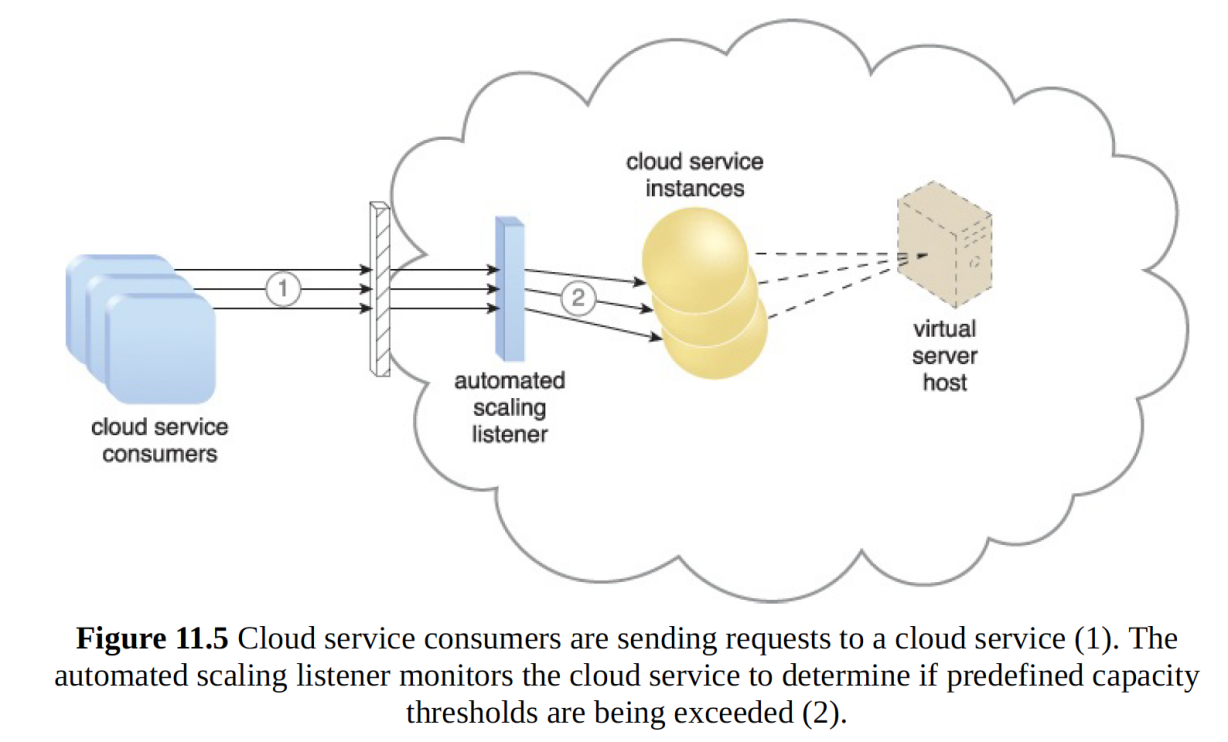 cloud service
instances
1
2
virtual
server
host
automated
scaling
listener
cloud service
consumers
Figure 11.5 Cloud service consumers are sending requests to a cloud service (1). The
automated scaling listener monitors the cloud service to determine if predefined capacity
thresholds are being exceeded (2).